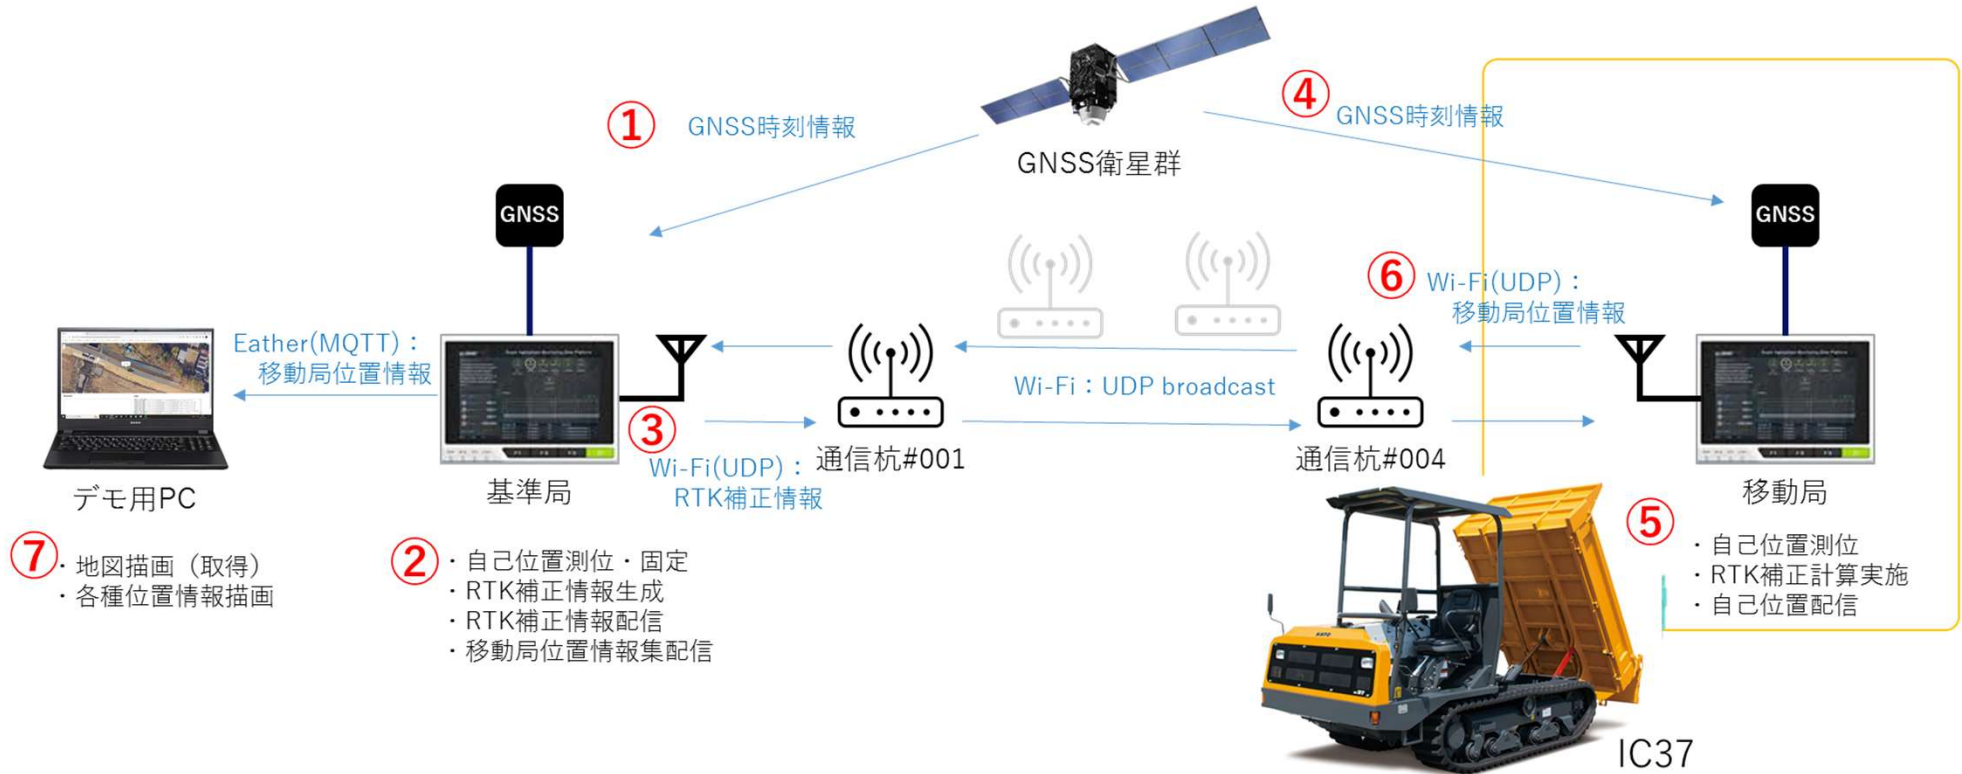 ① GNSS時刻情報
GNSS衛星群
④ GNSS時刻情報
GNSS
GNSS
⑥ Wi-Fi(UDP)：
移動局位置情報
Eather(MQTT)：
移動局位置情報
Wi-Fi：UDP broadcast
③
Wi-Fi(UDP)：
RTK補正情報
通信杭#001
通信杭#004
デモ用PC
基準局
移動局
⑦
・地図描画（取得）
・各種位置情報描画
②
・自己位置測位・固定
・RTK補正情報生成
・RTK補正情報配信
・移動局位置情報集配信
⑤
・自己位置測位
・RTK補正計算実施
・自己位置配信
KATO
IC37